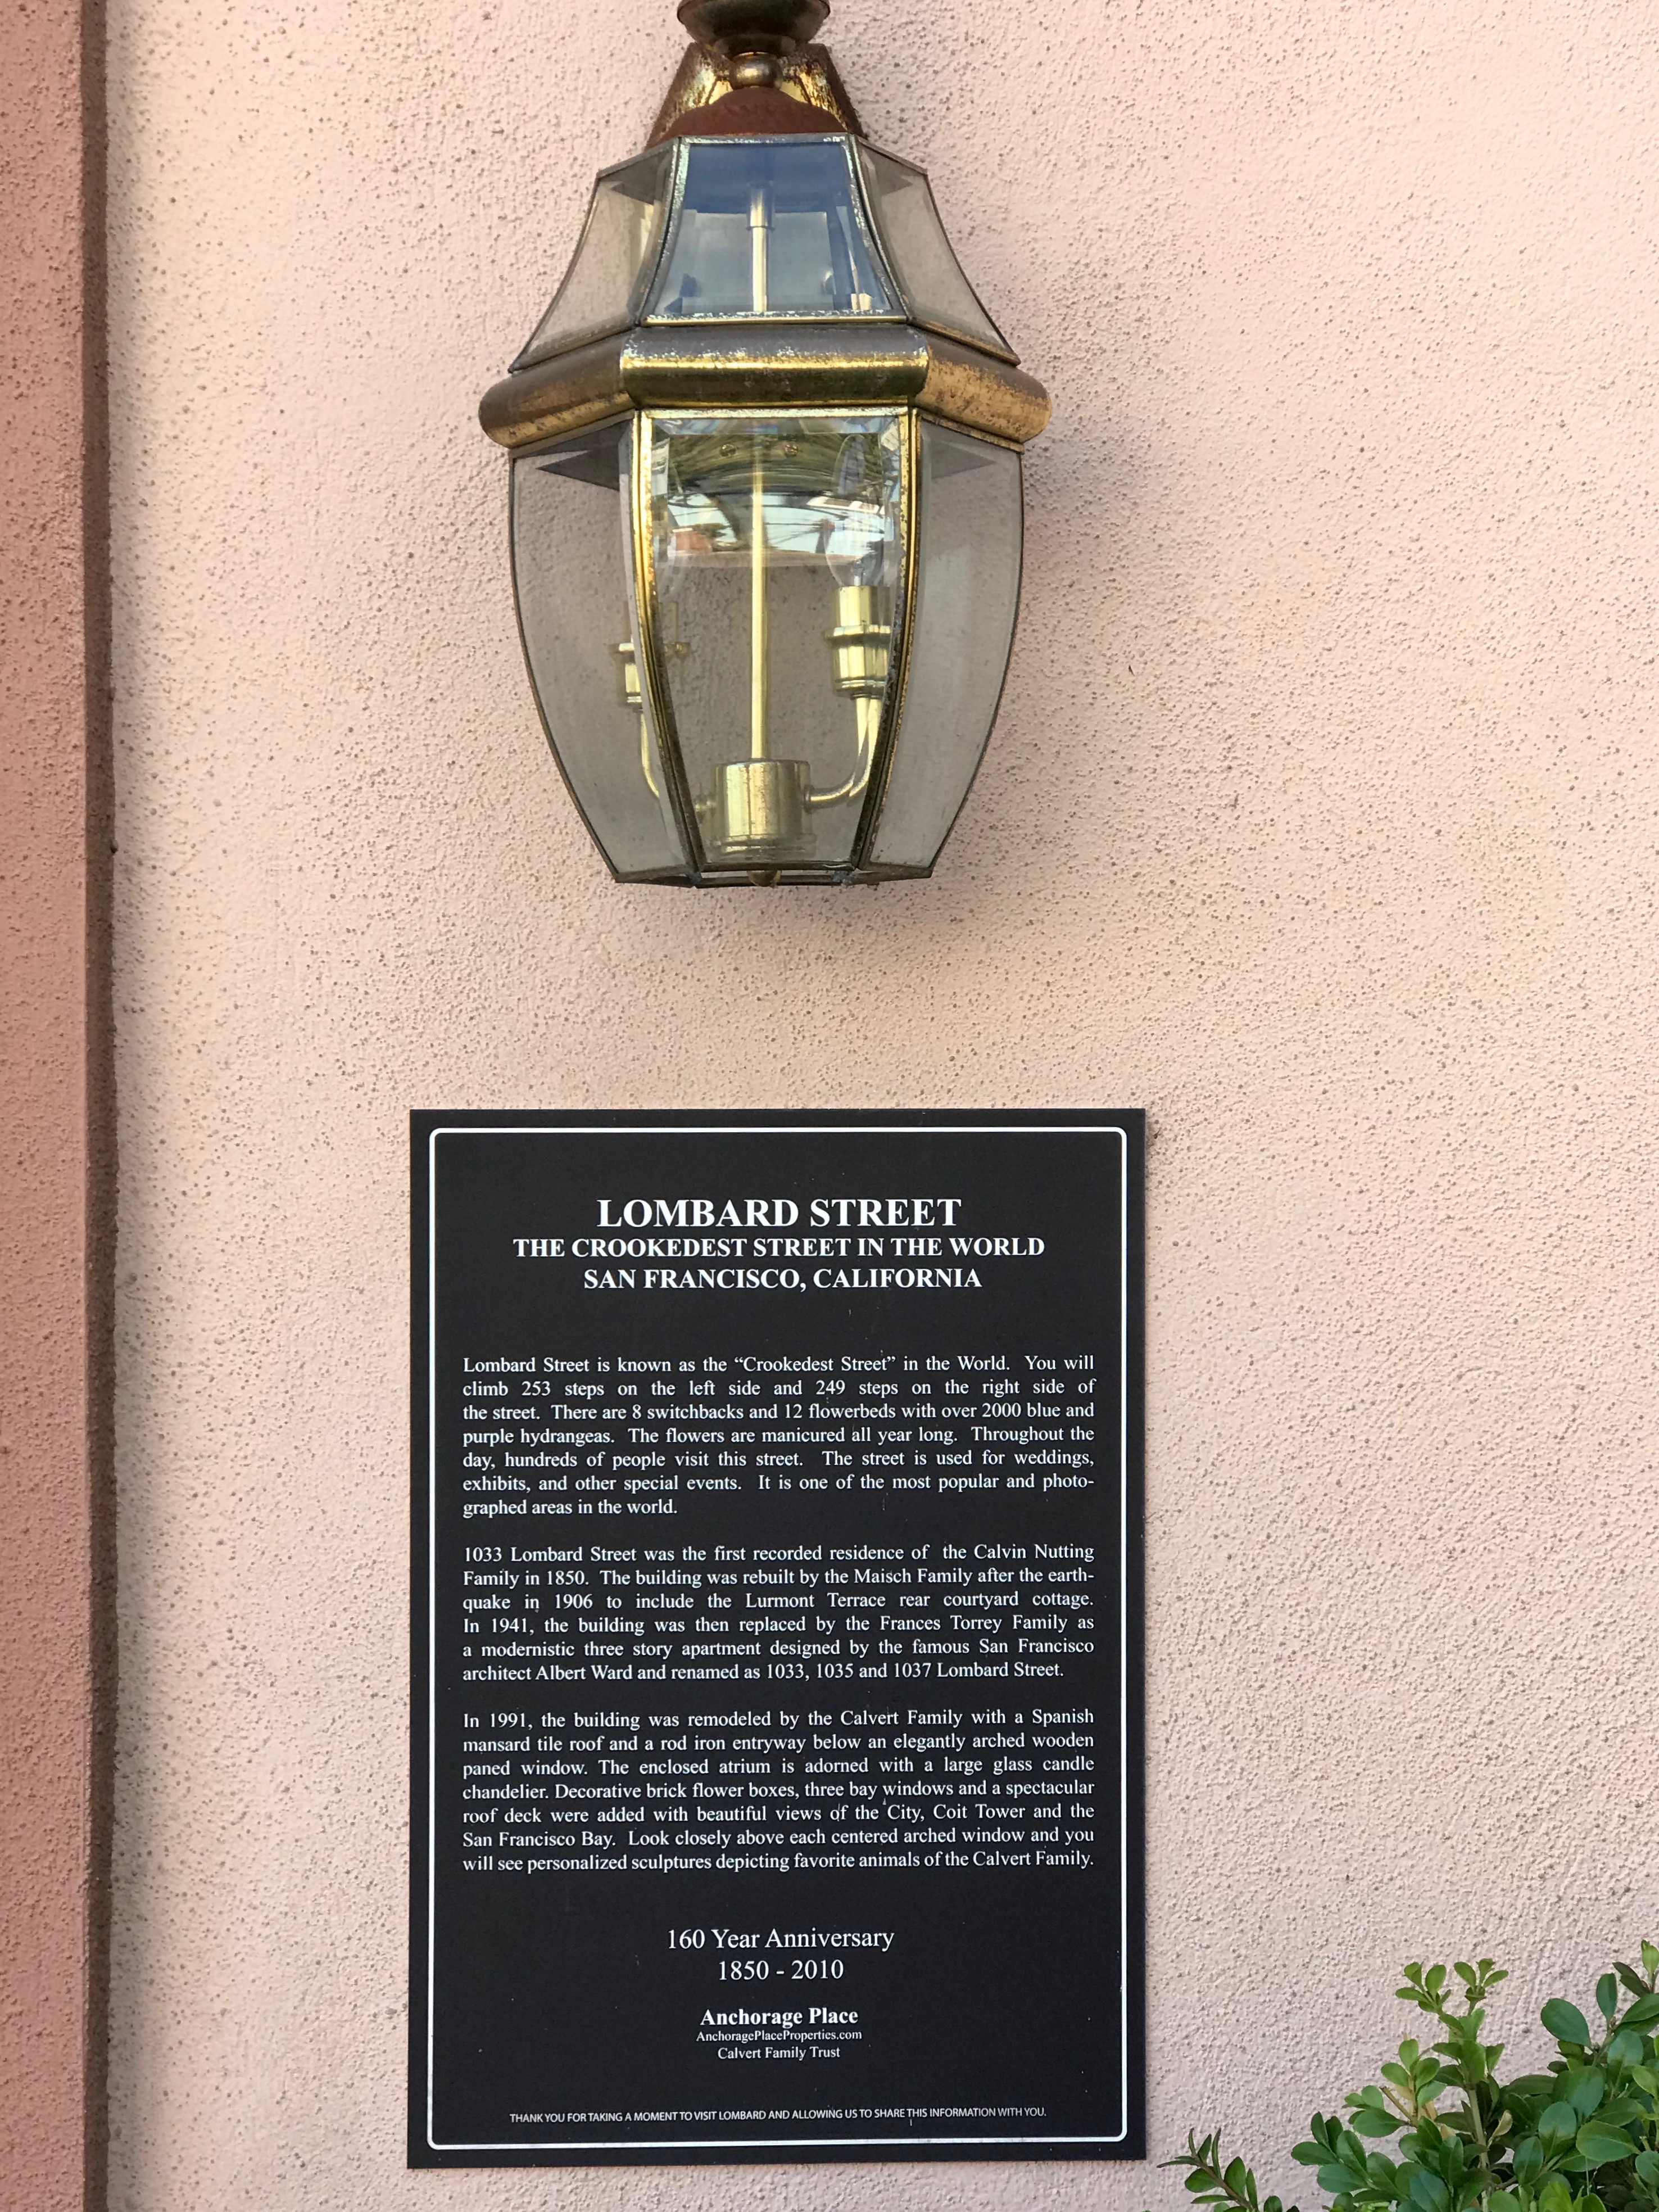 LOMBARD STREET
THE CROOKEDEST STREET IN THE WORLD
SAN FRANCISCO, CALIFORNIA
Lombard Street is known as the “Crookedest Street” in the World. You will
climb 253 steps on the left side and 249 steps on the right side of
the street. There are 8 switchbacks and 12 flowerbeds with over 2000 blue and
purple hydrangeas. The flowers are manicured all year long. Throughout the
day, hundreds of people visit this street. The street is used for weddings,
exhibits, and other special events. It is one of the most popular and photo-
graphed areas in the world.
1033 Lombard Street was the first recorded residence of the Calvin Nutting
Family in 1850. The building was rebuilt by the Maisch Family after the earth-
quake in 1906 to include the Lurmont Terrace rear courtyard cottage.
In 1941, the building was then replaced by the Frances Torrey Family as
a modernistic three story apartment designed by the famous San Francisco
architect Albert Ward and renamed as 1033, 1035 and 1037 Lombard Street.
In 1991, the building was remodeled by the Calvert Family with a Spanish
mansard tile roof and a rod iron entryway below an elegantly arched wooden
paned window. The enclosed atrium is adorned with a large glass candle
chandelier. Decorative brick flower boxes, three bay windows and a spectacular
roof deck were added with beautiful views of the City, Coit Tower and the
San Francisco Bay. Look closely above each centered arched window and you
will see personalized sculptures depicting favorite animals of the Calvert Family.
160 Year Anniversary
1850 - 2010
Anchorage Place
AnchoragePlaceProperties.com
Calvert Family Trust
THANK YOU FOR TAKING A MOMENT TO VISIT LOMBARD AND ALLOWING US TO SHARE THIS INFORMATION WITH YOU.